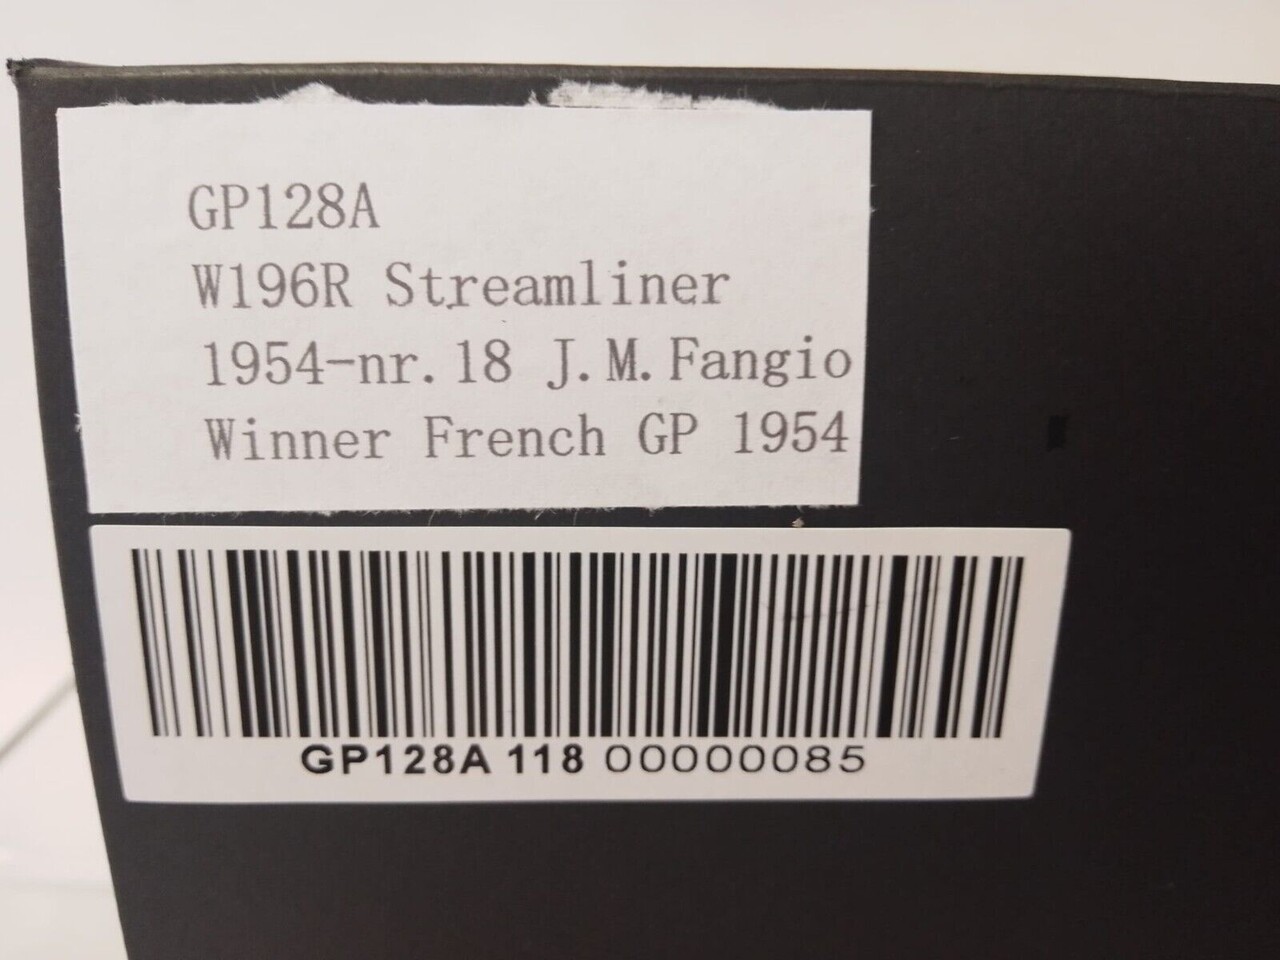 GP128A
W196R Streamliner
1954-nr.18 J.M.Fangio
Winner French GP 1954
GP128A 118 00000085